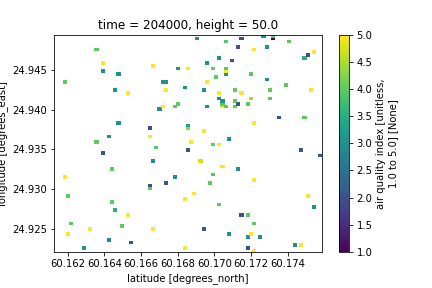 time = 204000, height = 50.0
24.945
24.940
24.935
24.930
24.925
60.162 60.164 60.166 60.168 60.170 60.172 60.174
latitude [degrees_north]
longitude [degrees_east]
5.0
4.5
4.0
3.5
3.0
2.5
2.0
1.5
1.0
air quality index [unitless,
1.0 to 5.0] [None]